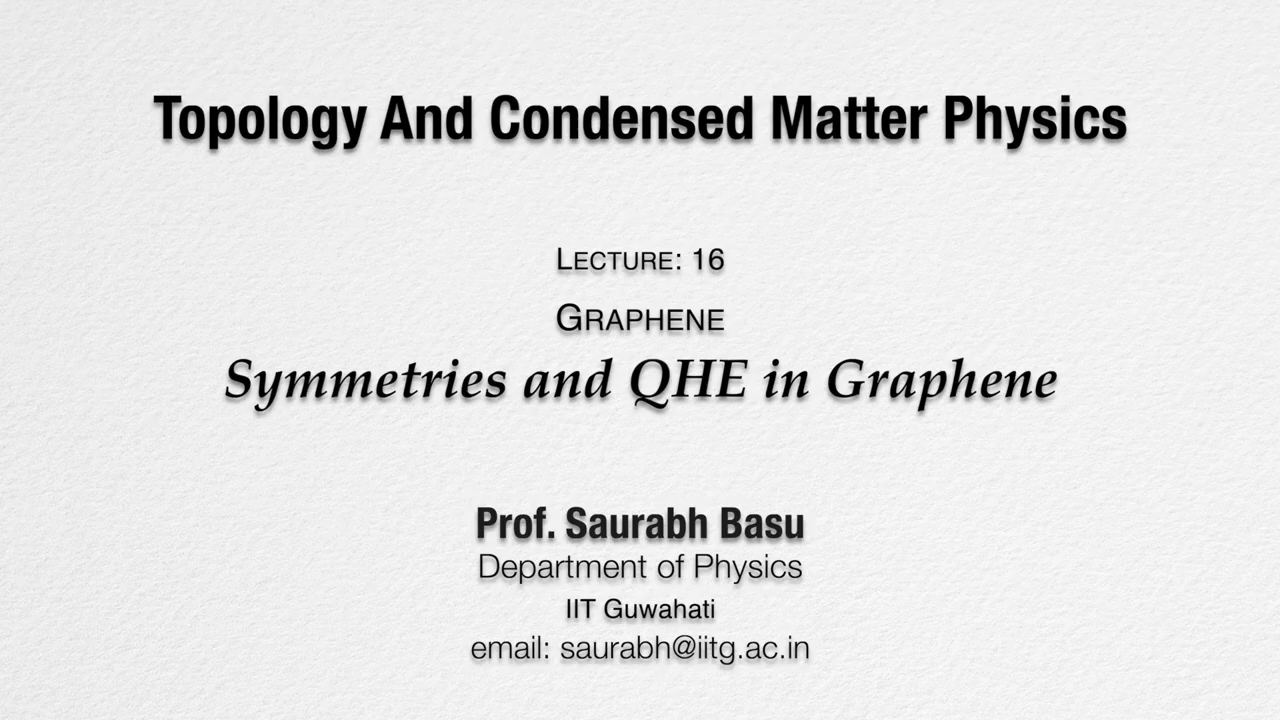 Topology And Condensed Matter Physics
LECTURE: 16
GRAPHENE
Symmetries and QHE in Graphene
Prof. Saurabh Basu
Department of Physics
IIT Guwahati
email: saurabh@iitg.ac.in